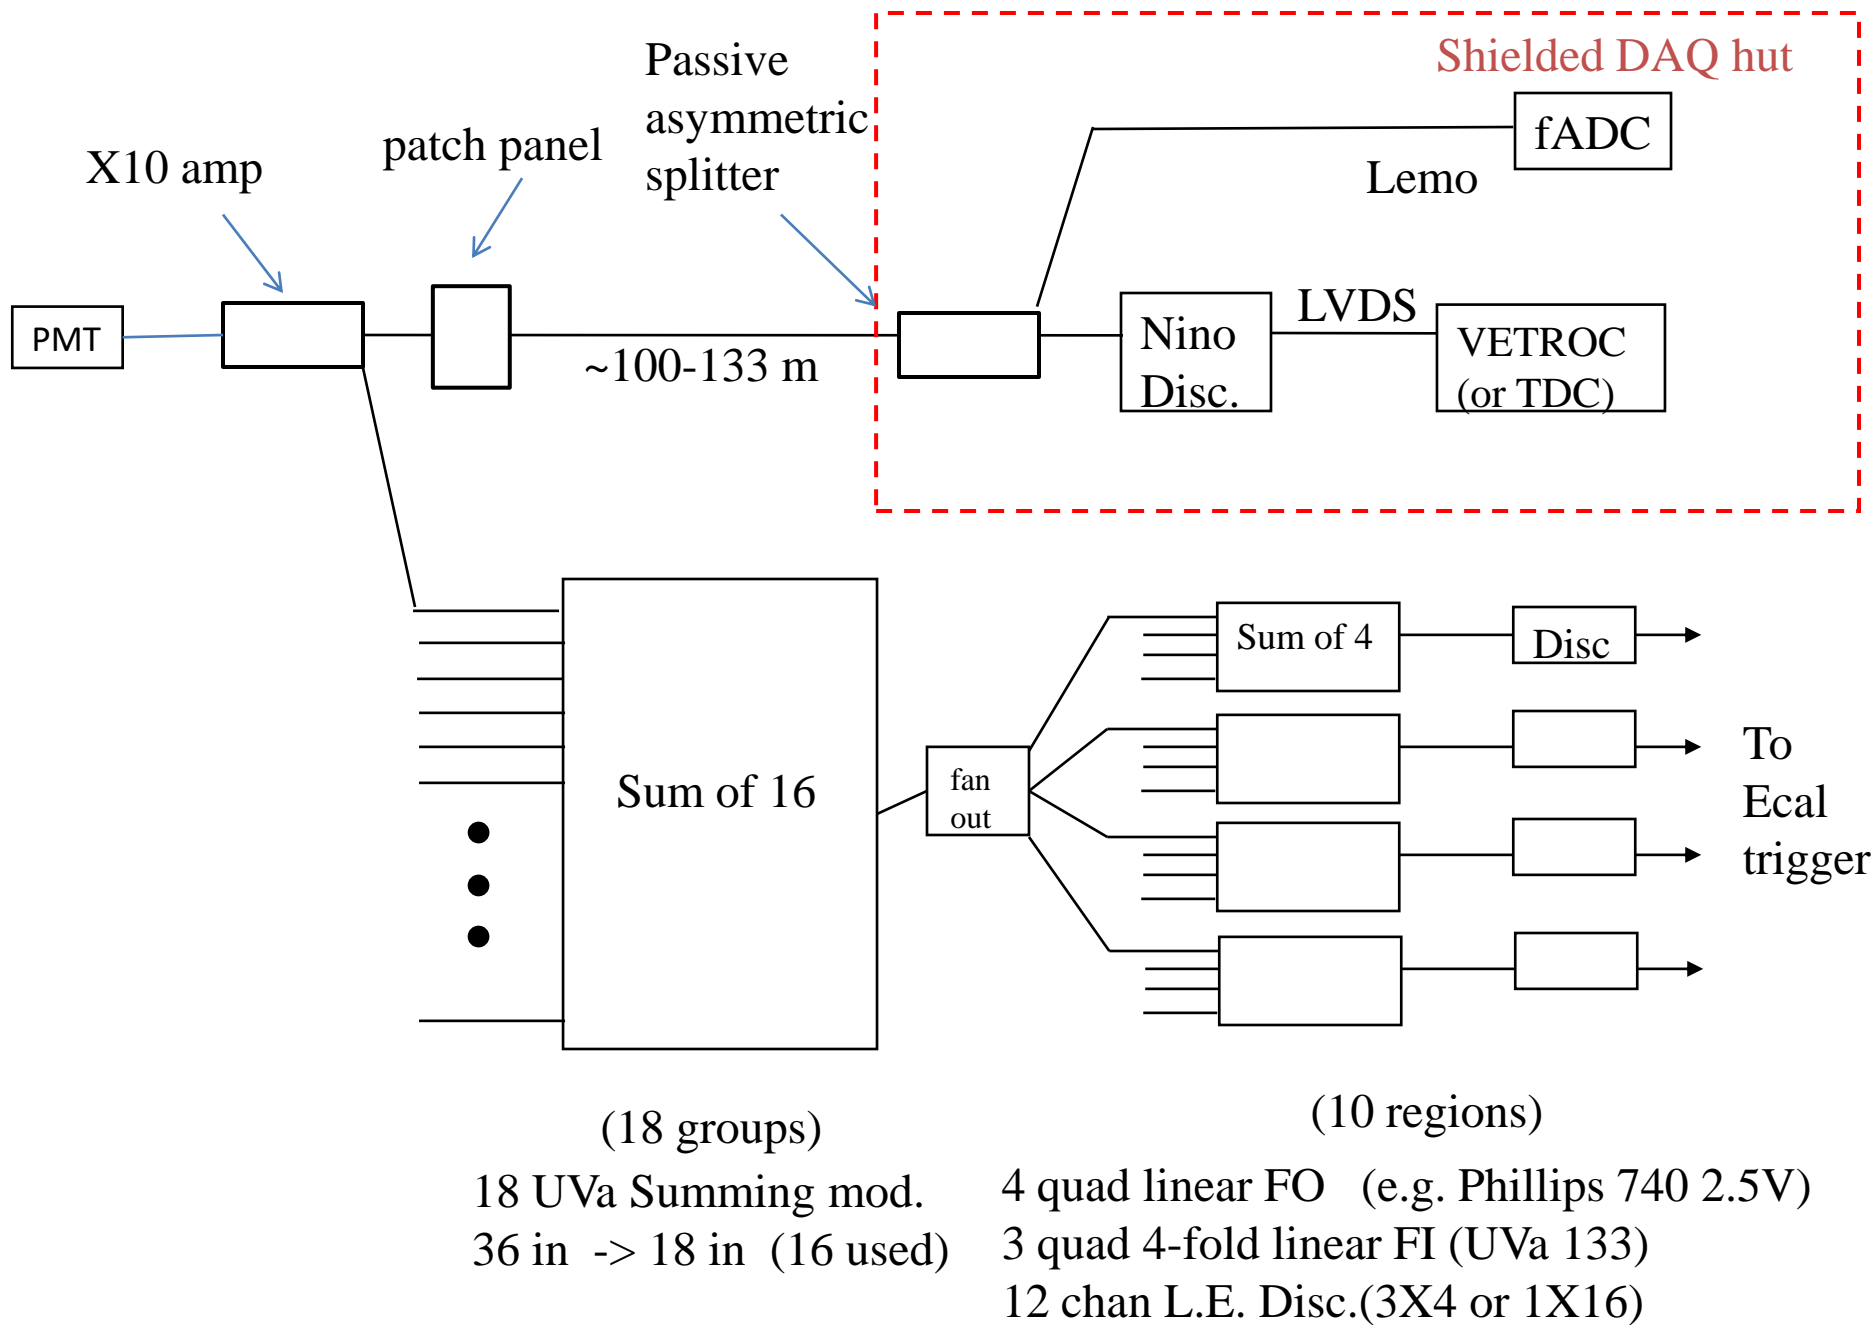 Shielded DAQ hut
Passive
asymmetric
splitter
patch panel
X10 amp
fADC
Lemo
PMT
~100-133 m
Nino
Disc.
LVDS
VETROC
(or TDC)
Sum of 16
fan
out
Sum of 4
Disc
To
Ecal
trigger
(18 groups)
18 UVa Summing mod.
36 in -> 18 in (16 used)
(10 regions)
4 quad linear FO (e.g. Phillips 740 2.5V)
3 quad 4-fold linear FI (UVa 133)
12 chan L.E. Disc.(3X4 or 1X16)